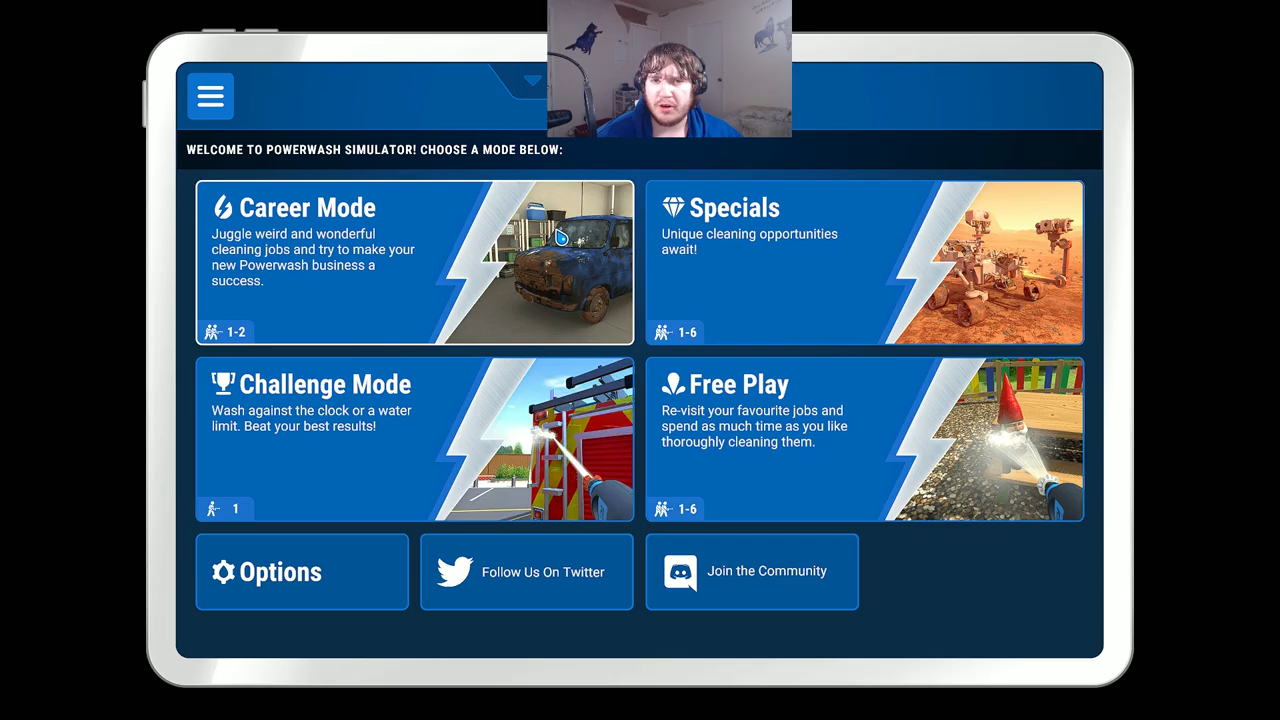 WELCOME TO POWERWASH SIMULATOR! CHOOSE A MODE BELOW:
Career Mode
Juggle weird and wonderful
cleaning jobs and try to make your
new Powerwash business a
success.
1-2
Specials
Unique cleaning opportunities
await!
1-6
Challenge Mode
Wash against the clock or a water
limit. Beat your best results!
1
Free Play
Re-visit your favourite jobs and
spend as much time as you like
thoroughly cleaning them.
1-6
Options
Follow Us On Twitter
Join the Community